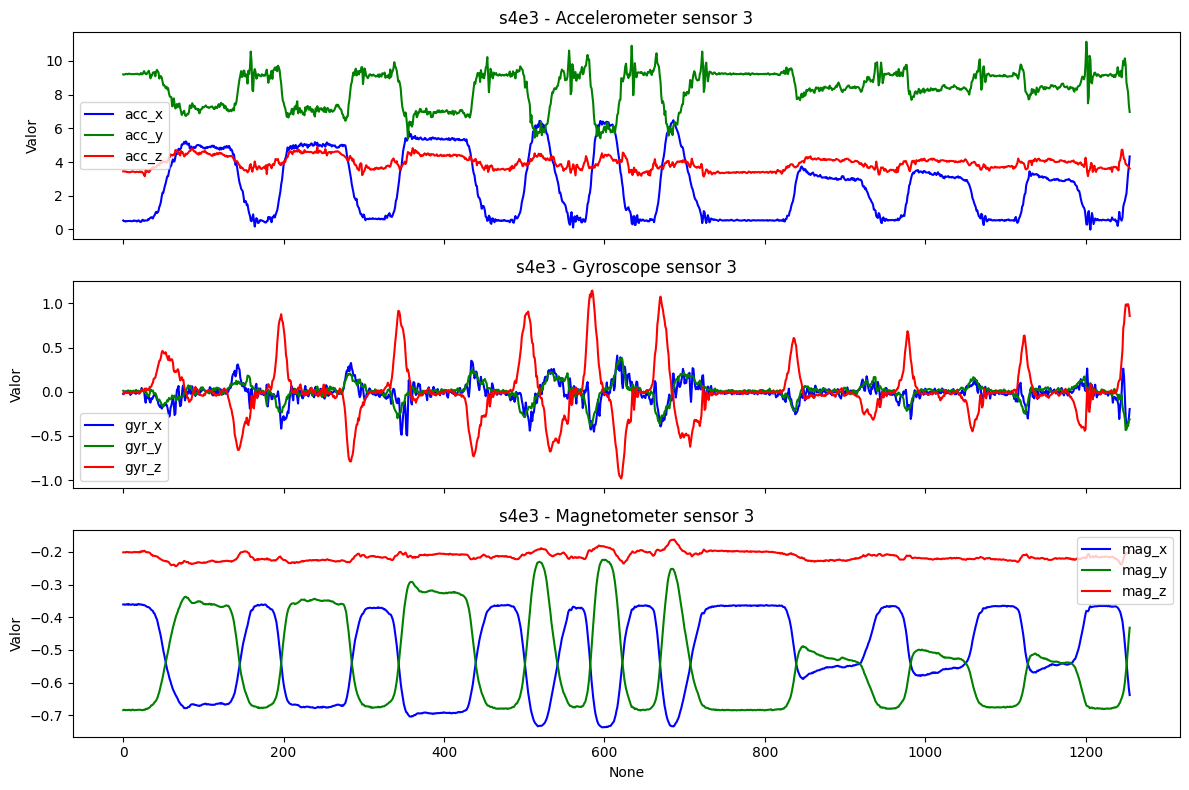 s4e3 - Accelerometer sensor 3
Valor
10
8
6
4
2
0
acc_x
acc_y
acc_z
s4e3 - Gyroscope sensor 3
Valor
1.0
0.5
0.0
−0.5
−1.0
gyr_x
gyr_y
gyr_z
s4e3 - Magnetometer sensor 3
Valor
−0.2
−0.3
−0.4
−0.5
−0.6
−0.7
mag_x
mag_y
mag_z
0 200 400 600 800 1000 1200
None